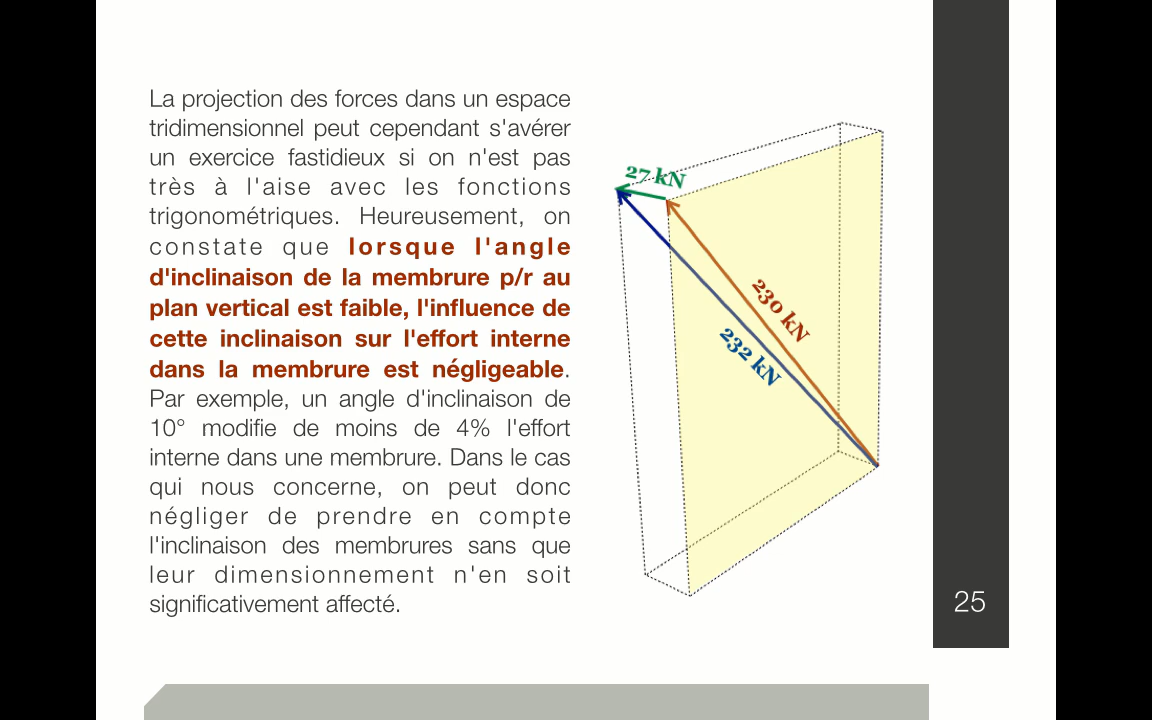 La projection des forces dans un espace
tridimensionnel peut cependant s'avérer
un exercice fastidieux si on n'est pas
très à l'aise avec les fonctions
trigonométriques. Heureusement, on
constate que lorsque l'angle
d'inclinaison de la membrure p/r au
plan vertical est faible, l'influence de
cette inclinaison sur l'effort interne
dans la membrure est négligeable.
Par exemple, un angle d'inclinaison de
10° modifie de moins de 4% l'effort
interne dans une membrure. Dans le cas
qui nous concerne, on peut donc
négliger de prendre en compte
l'inclinaison des membrures sans que
leur dimensionnement n'en soit
significativement affecté.
27 kN
230 kN
232 kN
25